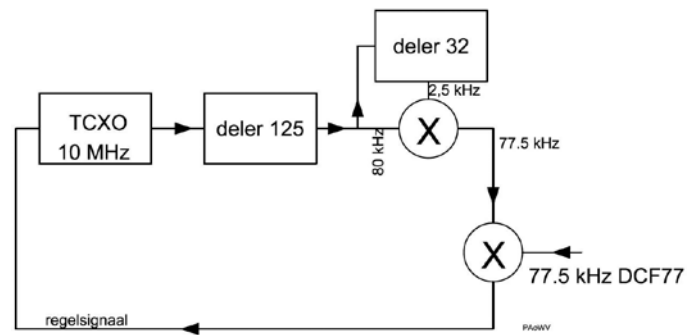 deler 32
2,5 kHz
TCXO
10 MHz
deler 125
80 kHz
X
77.5 kHz
X
77.5 kHz DCF77
regelsignaal
PAøWV